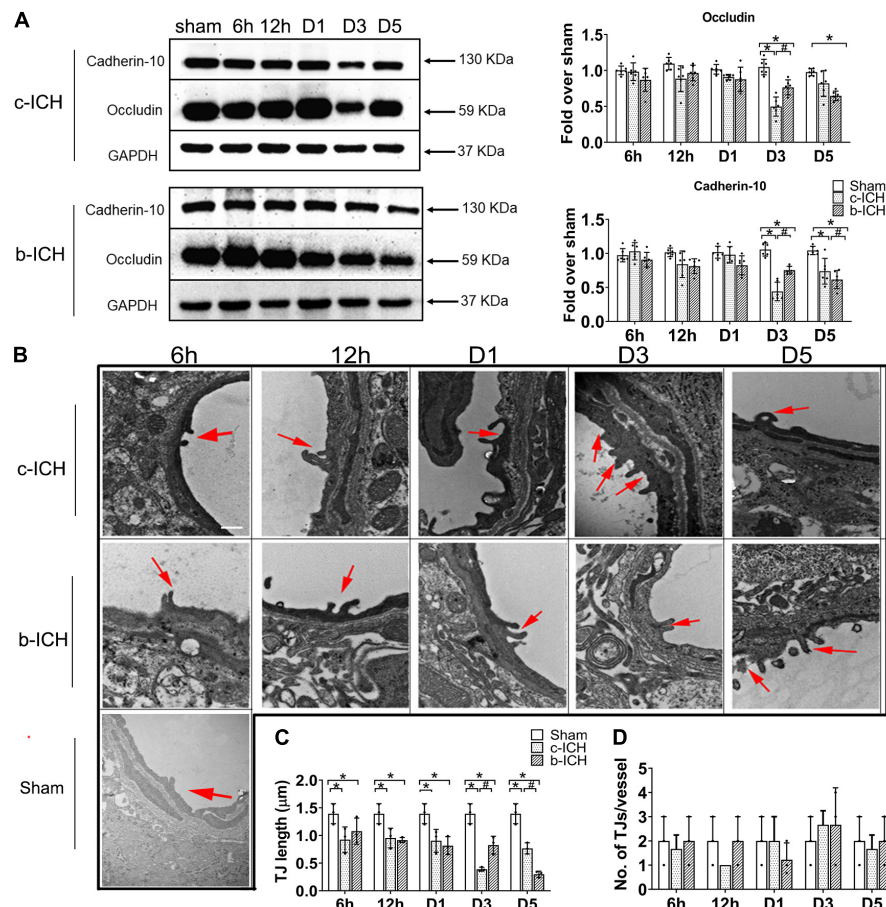 A
sham 6h 12h D1 D3 D5
c-ICH
Cadherin-10
130 KDa
Occludin
59 KDa
GAPDH
37 KDa
b-ICH
Cadherin-10
130 KDa
Occludin
59 KDa
GAPDH
37 KDa
Occludin
Fold over sham
1.5
1.0
0.5
0.0
* * # *
6h 12h D1 D3 D5
Cadherin-10
Sham
c-ICH
b-ICH
Fold over sham
1.5
1.0
0.5
0.0
* * # * * #
6h 12h D1 D3 D5
B
6h 12h D1 D3 D5
c-ICH
b-ICH
Sham
C
Sham
c-ICH
b-ICH
TJ length (μm)
2.0
1.5
1.0
0.5
0.0
* * * * * * * * # * * #
6h 12h D1 D3 D5
D
No. of TJs/vessel
5
4
3
2
1
0
6h 12h D1 D3 D5